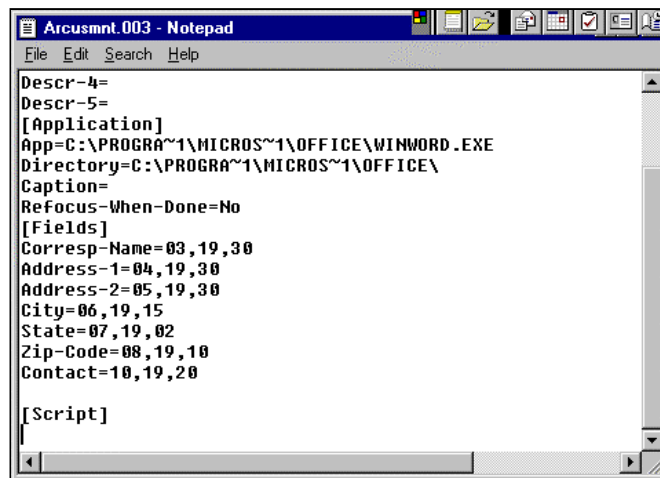 Arcusmnt.003 - Notepad
File Edit Search Help
Descr-4=
Descr-5=
[Application]
App=C:\PROGRA~1\MICROS~1\OFFICE\WINWORD.EXE
Directory=C:\PROGRA~1\MICROS~1\OFFICE\
Caption=
Refocus-When-Done=No
[Fields]
Corresp-Name=03,19,30
Address-1=04,19,30
Address-2=05,19,30
City=06,19,15
State=07,19,02
Zip-Code=08,19,10
Contact=10,19,20
[Script]